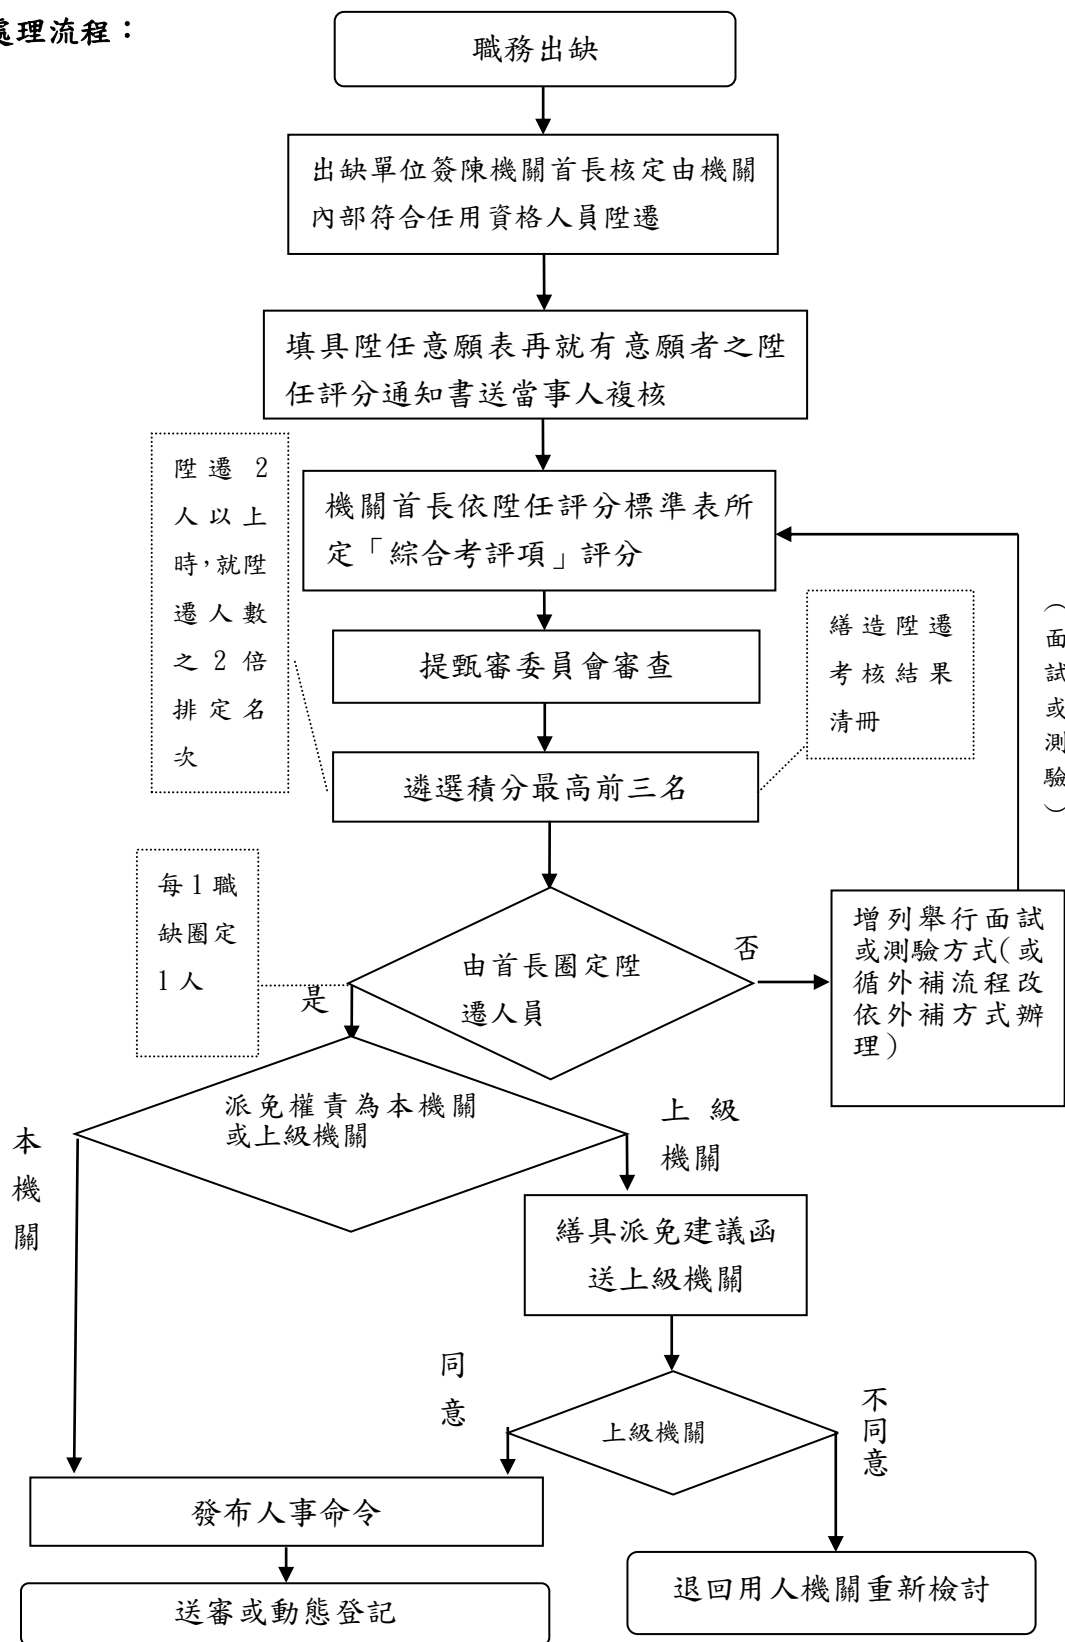 處理流程：
職務出缺
出缺單位簽陳機關首長核定由機關
內部符合任用資格人員陞遷
填具陞任意願表再就有意願者之陞
任評分通知書送當事人複核
陞遷 2
人以上
時，就陞
遷人數
之 2 倍
排定名
次
機關首長依陞任評分標準表所
定「綜合考評項」評分
提甄審委員會審查
繕造陞遷
考核結果
清冊
（面試或測驗）
遴選積分最高前三名
每 1 職
缺圈定
1 人
由首長圈定陞
遷人員
是
否
增列舉行面試
或測驗方式(或
循外補流程改
依外補方式辦
理)
派免權責為本機關
或上級機關
本機關
上級
機關
繕具派免建議函
送上級機關
同意
上級機關
不同意
發布人事命令
退回用人機關重新檢討
送審或動態登記